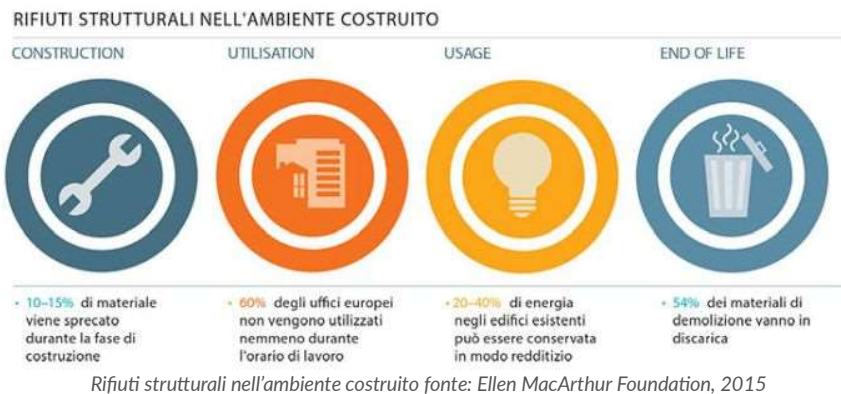 RIFIUTI STRUTTURALI NELL'AMBIENTE COSTRUITO
CONSTRUCTION
UTILISATION
USAGE
END OF LIFE
• 10–15% di materiale
viene sprecato
durante la fase di
costruzione
• 60% degli uffici europei
non vengono utilizzati
nemmeno durante
l'orario di lavoro
• 20–40% di energia
negli edifici esistenti
può essere conservata
in modo redditizio
• 54% dei materiali di
demolizione vanno in
discarica
Rifiuti strutturali nell'ambiente costruito fonte: Ellen MacArthur Foundation, 2015